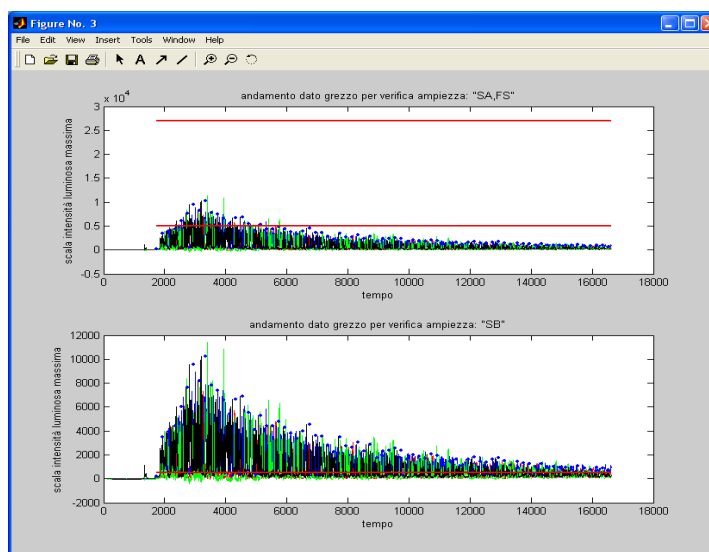 Figure No. 3
File Edit View Insert Tools Window Help
andamento dato grezzo per verifica ampiezza: "SA,FS"
x 10^4
3
2.5
2
1.5
1
0.5
0
-0.5
scala intensità luminosa massima
0 2000 4000 6000 8000 10000 12000 14000 16000 18000
tempo
andamento dato grezzo per verifica ampiezza: "SB"
12000
10000
8000
6000
4000
2000
0
-2000
scala intensità luminosa massima
0 2000 4000 6000 8000 10000 12000 14000 16000 18000
tempo